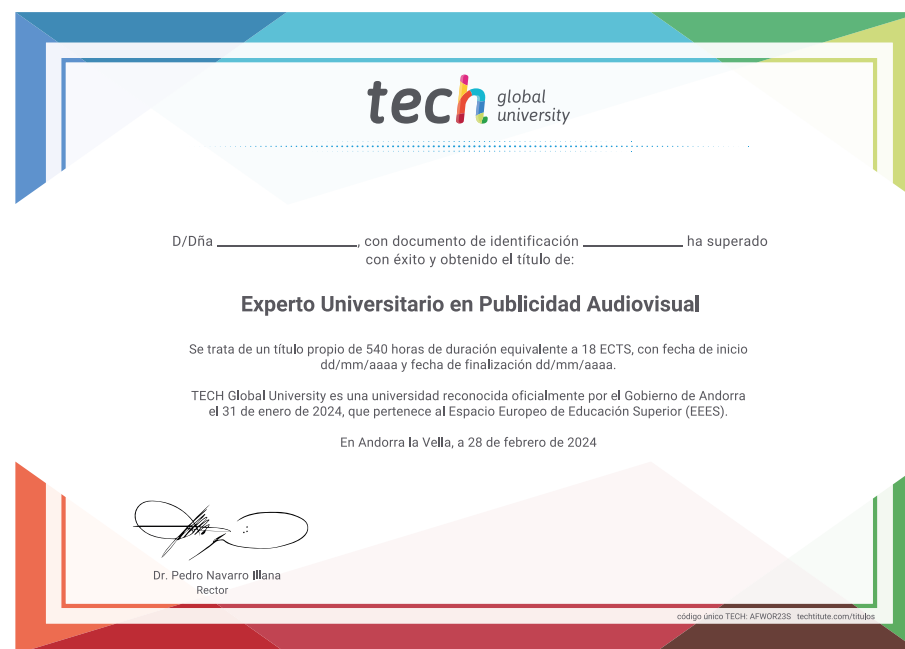 tech global university
D/Dña ____________________, con documento de identificación ______________ ha superado
con éxito y obtenido el título de:
Experto Universitario en Publicidad Audiovisual
Se trata de un título propio de 540 horas de duración equivalente a 18 ECTS, con fecha de inicio
dd/mm/aaaa y fecha de finalización dd/mm/aaaa.
TECH Global University es una universidad reconocida oficialmente por el Gobierno de Andorra
el 31 de enero de 2024, que pertenece al Espacio Europeo de Educación Superior (EEES).
En Andorra la Vella, a 28 de febrero de 2024
Dr. Pedro Navarro Illana
Rector
código único TECH: AFWOR23S techtitute.com/titulos